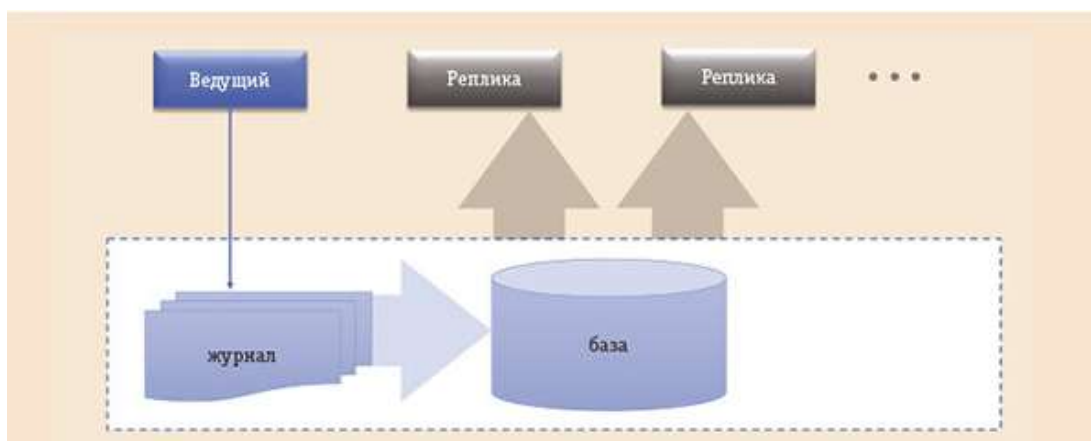 Ведущий
Реплика
Реплика
• • •
журнал
база